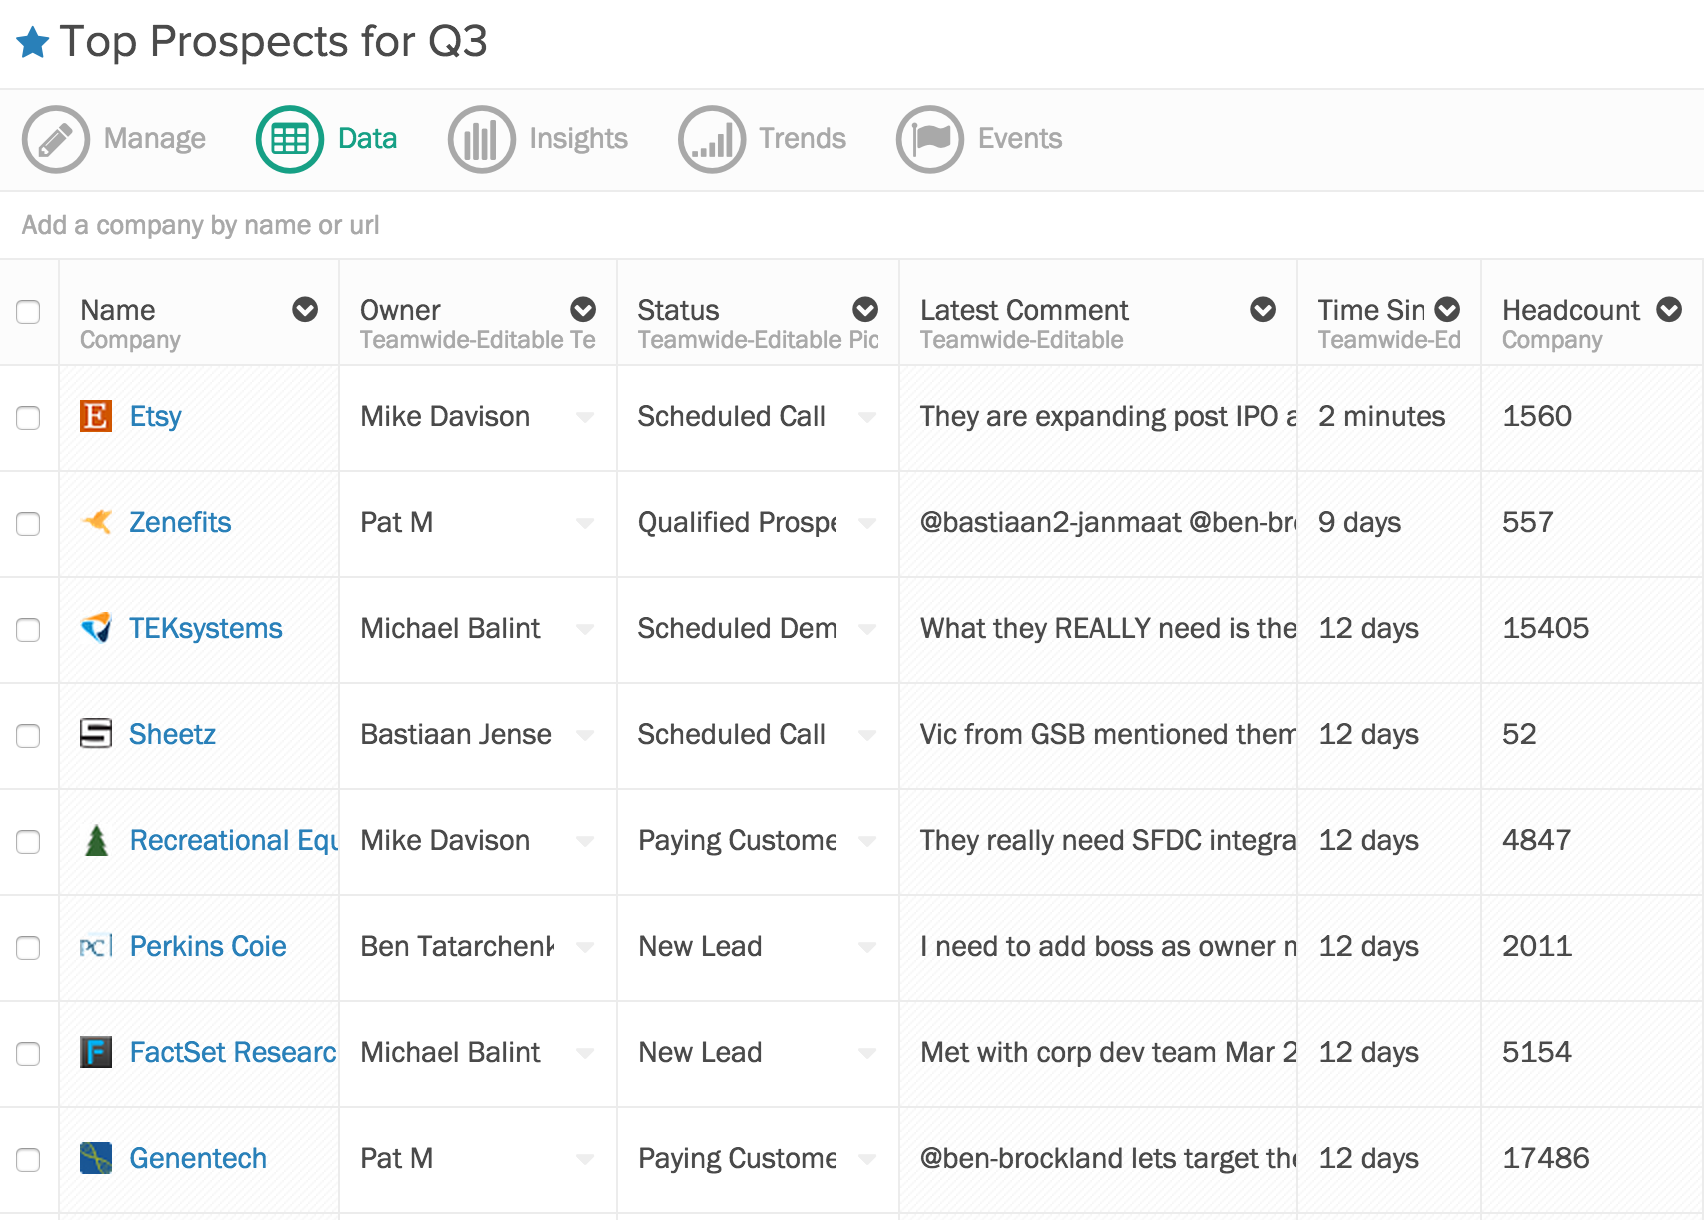 Top Prospects for Q3
Manage Data Insights Trends Events
Add a company by name or url
Name Owner Status Latest Comment Time Sin Headcount
Company Teamwide-Editable Te Teamwide-Editable Pic Teamwide-Editable Teamwide-Ed Company
E Etsy Mike Davison Scheduled Call They are expanding post IPO a 2 minutes 1560
Zenefits Pat M Qualified Prospe @bastiaan2-janmaat @ben-bro 9 days 557
TEKsystems Michael Balint Scheduled Dem What they REALLY need is the 12 days 15405
Sheetz Bastiaan Jense Scheduled Call Vic from GSB mentioned them 12 days 52
Recreational Equ Mike Davison Paying Custome They really need SFDC integra 12 days 4847
PC Perkins Coie Ben Tatarchenk New Lead I need to add boss as owner m 12 days 2011
F FactSet Researc Michael Balint New Lead Met with corp dev team Mar 2 12 days 5154
Genentech Pat M Paying Custome @ben-brockland lets target the 12 days 17486